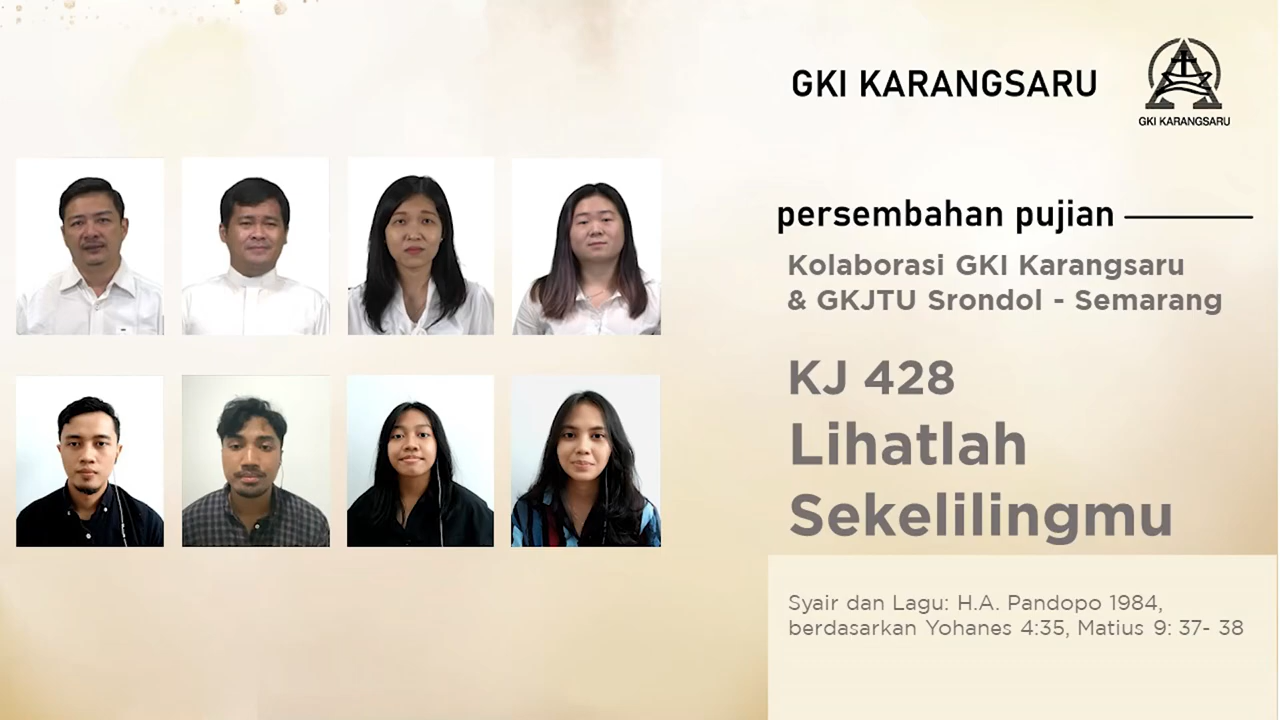 GKI KARANGSARU
GKI KARANGSARU
persembahan pujian
Kolaborasi GKI Karangsaru
& GKJTU Srondol - Semarang
KJ 428
Lihatlah
Sekelilingmu
Syair dan Lagu: H.A. Pandopo 1984,
berdasarkan Yohanes 4:35, Matius 9: 37- 38